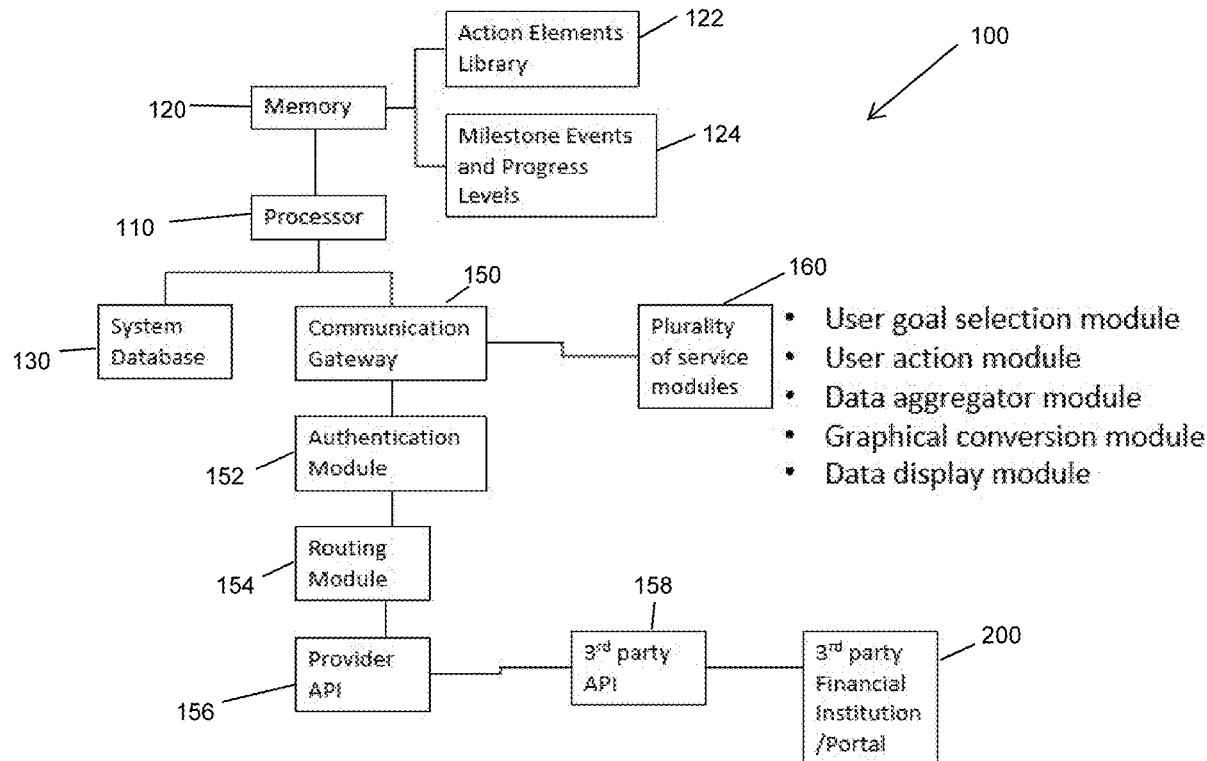 122
Action Elements
Library
100
120
Memory
Milestone Events
and Progress
Levels
124
110
Processor
150
160
System
Database
130
Communication
Gateway
Plurality
of service
modules
• User goal selection module
• User action module
• Data aggregator module
• Graphical conversion module
• Data display module
Authentication
Module
152
Routing
Module
154
158
Provider
API
156
3rd party
API
3rd party
Financial
Institution
/Portal
200